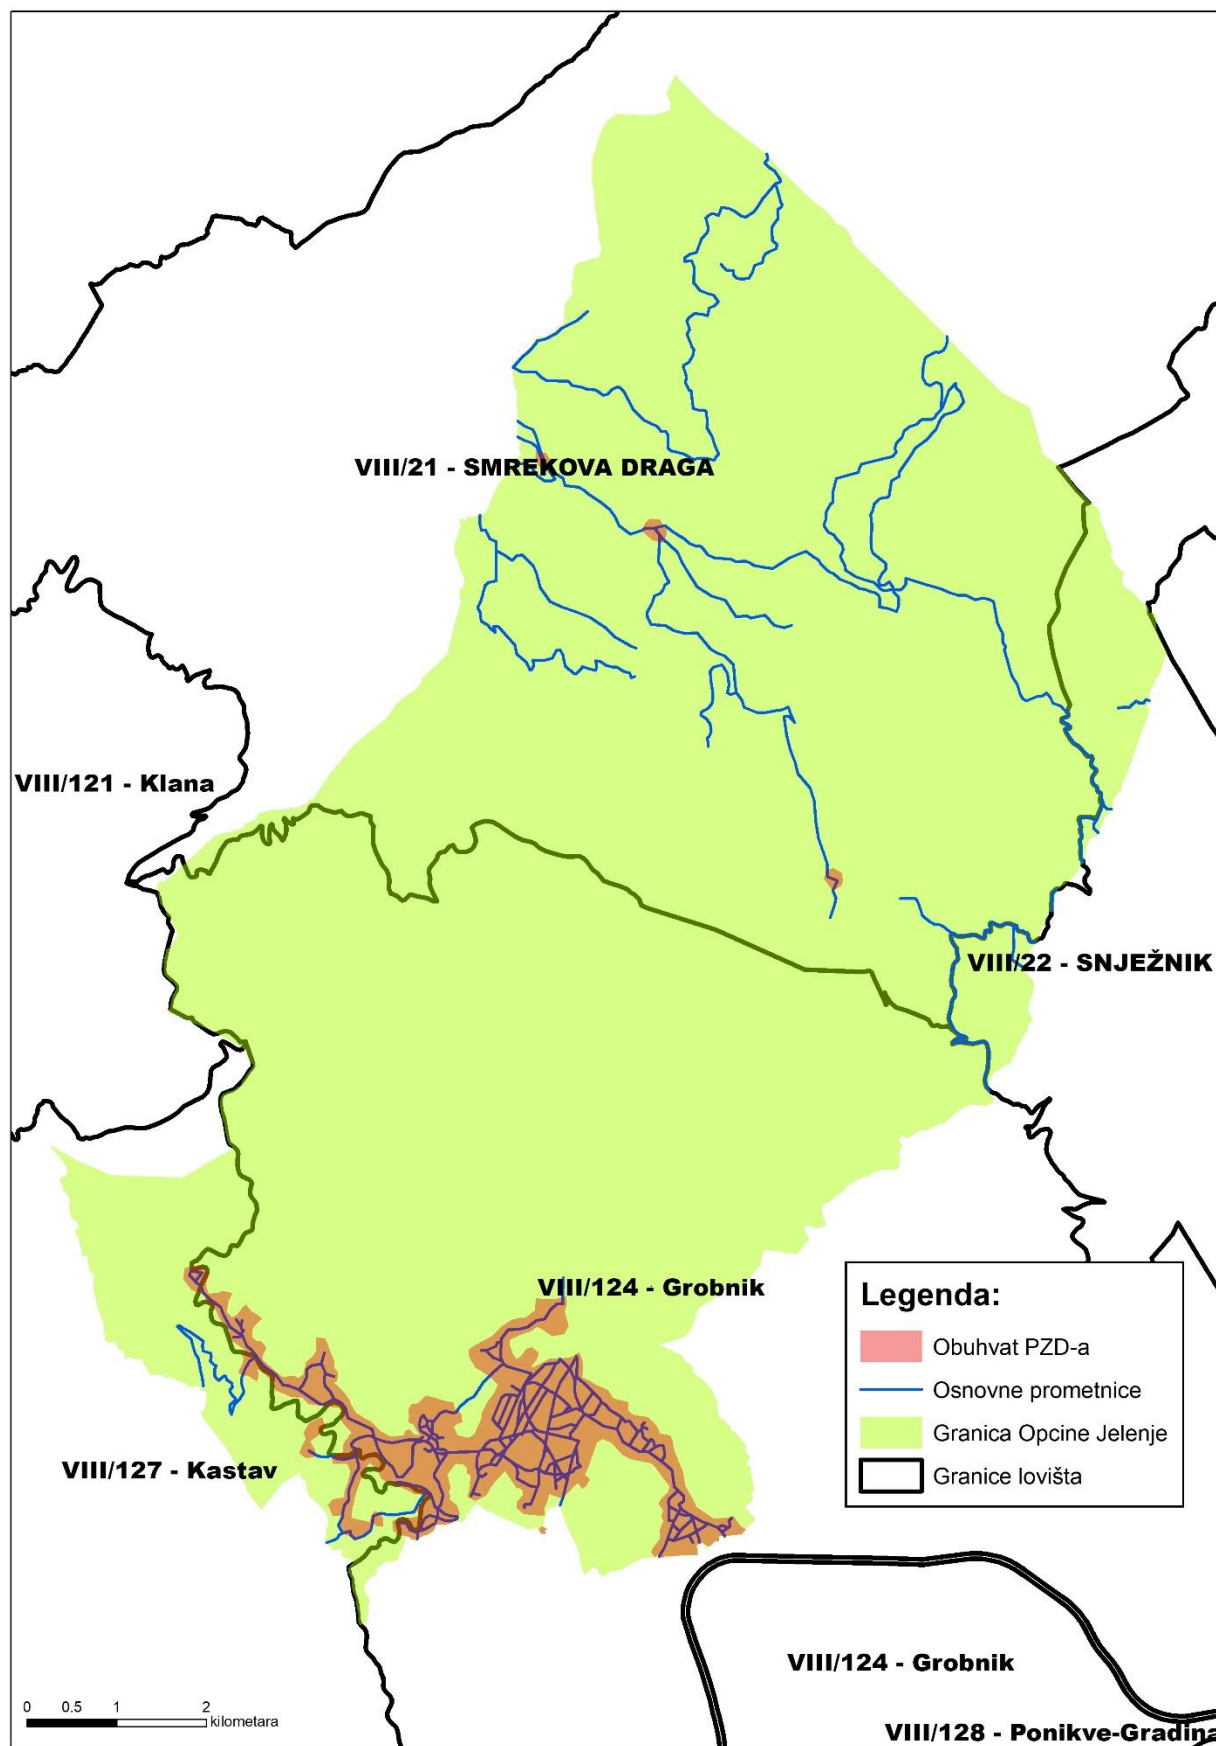 VIII/21 - SMREKOVA DRAGA
VIII/121 - Klana
VIII/22 - SNJEŽNIK
VIII/124 - Grobnik
Legenda:
Obuhvat PZD-a
Osnovne prometnice
Granica Opcine Jelenje
Granice lovišta
VIII/127 - Kastav
VIII/124 - Grobnik
0 0.5 1 2
kilometara
VIII/128 - Ponikve-Gradina